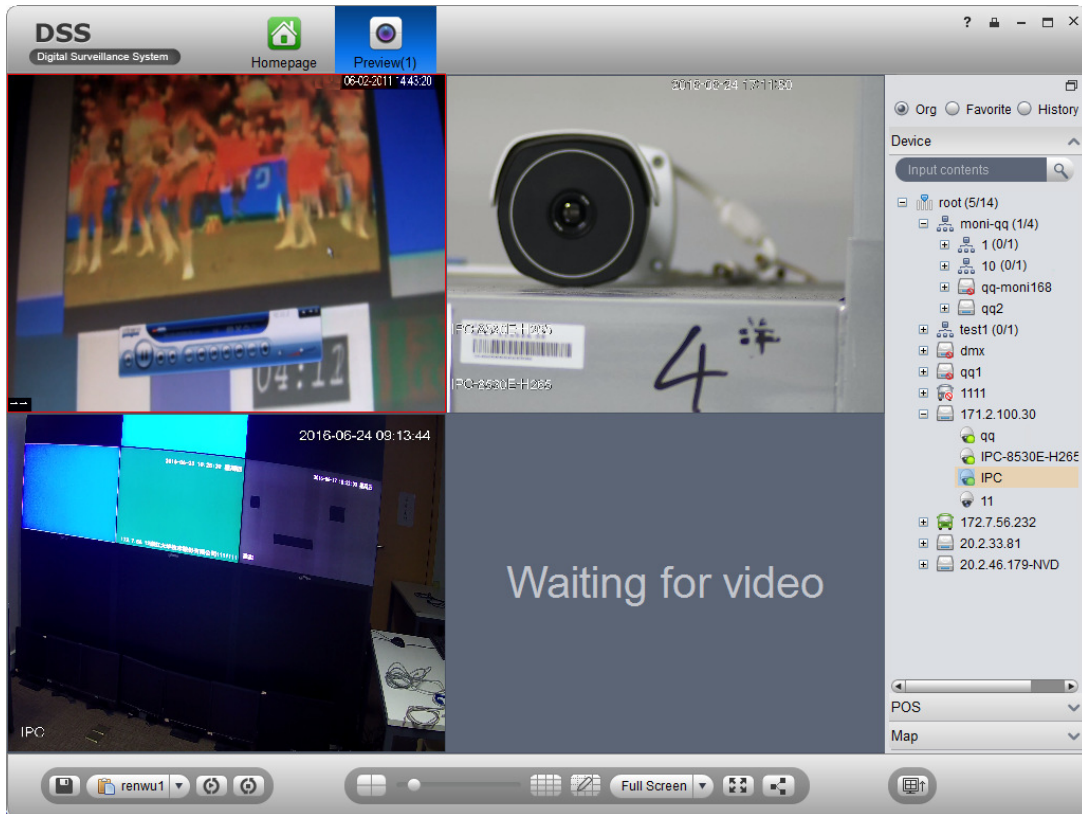 DSS
Digital Surveillance System
Homepage
Preview(1)
?
06-02-2011 14:43:20
04:12
IPC-8530E-H265
IPC-8530E-H265
4 洋
2016-06-24 09:13:44
IPC
Waiting for video
Org Favorite History
Device
Input contents
root (5/14)
moni-qq (1/4)
1 (0/1)
10 (0/1)
qq-moni168
qq2
test1 (0/1)
dmx
qq1
1111
171.2.100.30
qq
IPC-8530E-H265
IPC
11
172.7.56.232
20.2.33.81
20.2.46.179-NVD
POS
Map
renwu1
Full Screen